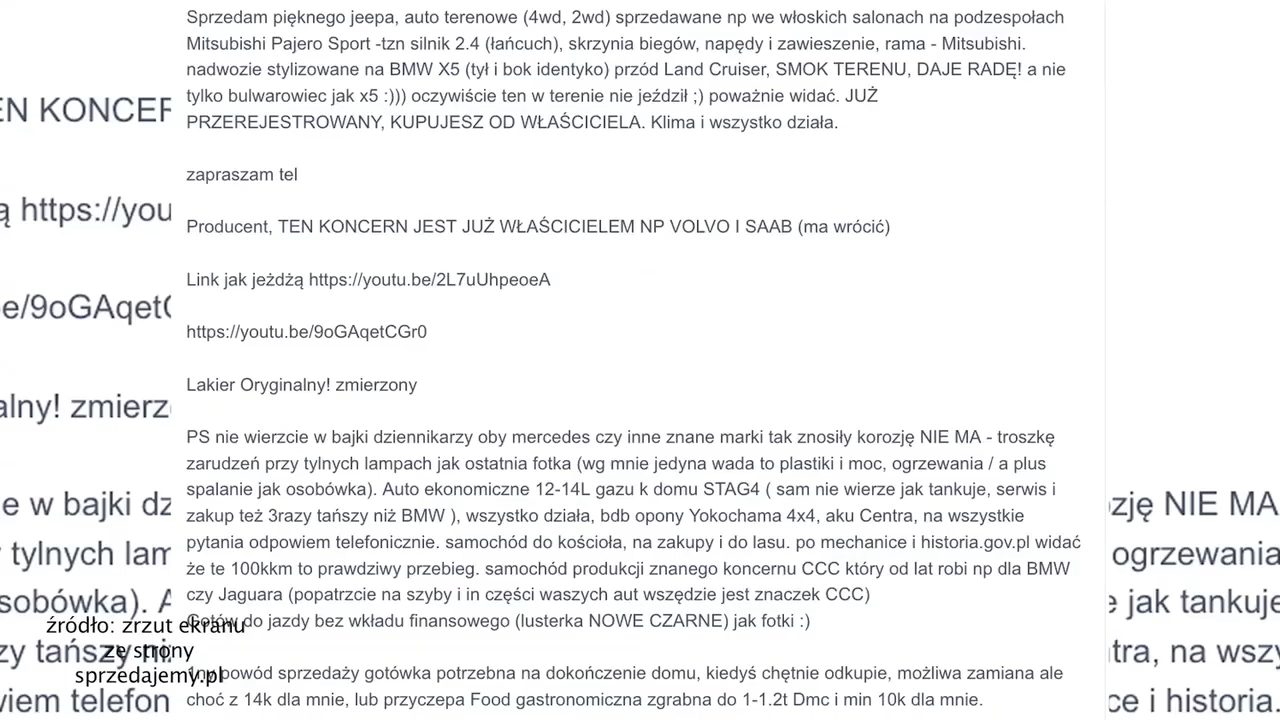 Sprzedam pięknego jeepa, auto terenowe (4wd, 2wd) sprzedawane np we włoskich salonach na podzespołach
Mitsubishi Pajero Sport -tzn silnik 2.4 (łańcuch), skrzynia biegów, napędy i zawieszenie, rama - Mitsubishi.
nadwozie stylizowane na BMW X5 (tył i bok identyko) przód Land Cruiser, SMOK TERENU, DAJE RADĘ! a nie
tylko bulwarowiec jak x5 :))) oczywiście ten w terenie nie jeździł ;) poważnie widać. JUŻ
PRZEREJESTROWANY, KUPUJESZ OD WŁAŚCICIELA. Klima i wszystko działa.
zapraszam tel
Producent, TEN KONCERN JEST JUŻ WŁAŚCICIELEM NP VOLVO I SAAB (ma wrócić)
Link jak jeżdżą https://youtu.be/2L7uUhpeoeA
https://youtu.be/9oGAqetCGr0
Lakier Oryginalny! zmierzony
PS nie wierzcie w bajki dziennikarzy oby mercedes czy inne znane marki tak znosiły korozję NIE MA - troszkę
zarudzeń przy tylnych lampach jak ostatnia fotka (wg mnie jedyna wada to plastiki i moc, ogrzewania / a plus
spalanie jak osobówka). Auto ekonomiczne 12-14L gazu k domu STAG4 ( sam nie wierze jak tankuje, serwis i
zakup też 3razy tańszy niż BMW ), wszystko działa, bdb opony Yokochama 4x4, aku Centra, na wszystkie
pytania odpowiem telefonicznie. samochód do kościoła, na zakupy i do lasu. po mechanice i historia.gov.pl widać
że te 100kkm to prawdziwy przebieg. samochód produkcji znanego koncernu CCC który od lat robi np dla BMW
czy Jaguara (popatrzcie na szyby i in części waszych aut wszędzie jest znaczek CCC)
Gotów do jazdy bez wkładu finansowego (lusterka NOWE CZARNE) jak fotki :)
powód sprzedaży gotówka potrzebna na dokończenie domu, kiedyś chętnie odkupie, możliwa zamiana ale
choć z 14k dla mnie, lub przyczepa Food gastronomiczna zgrabna do 1-1.2t Dmc i min 10k dla mnie.
źródło: zrzut ekranu
ze strony
sprzedajemy.pl